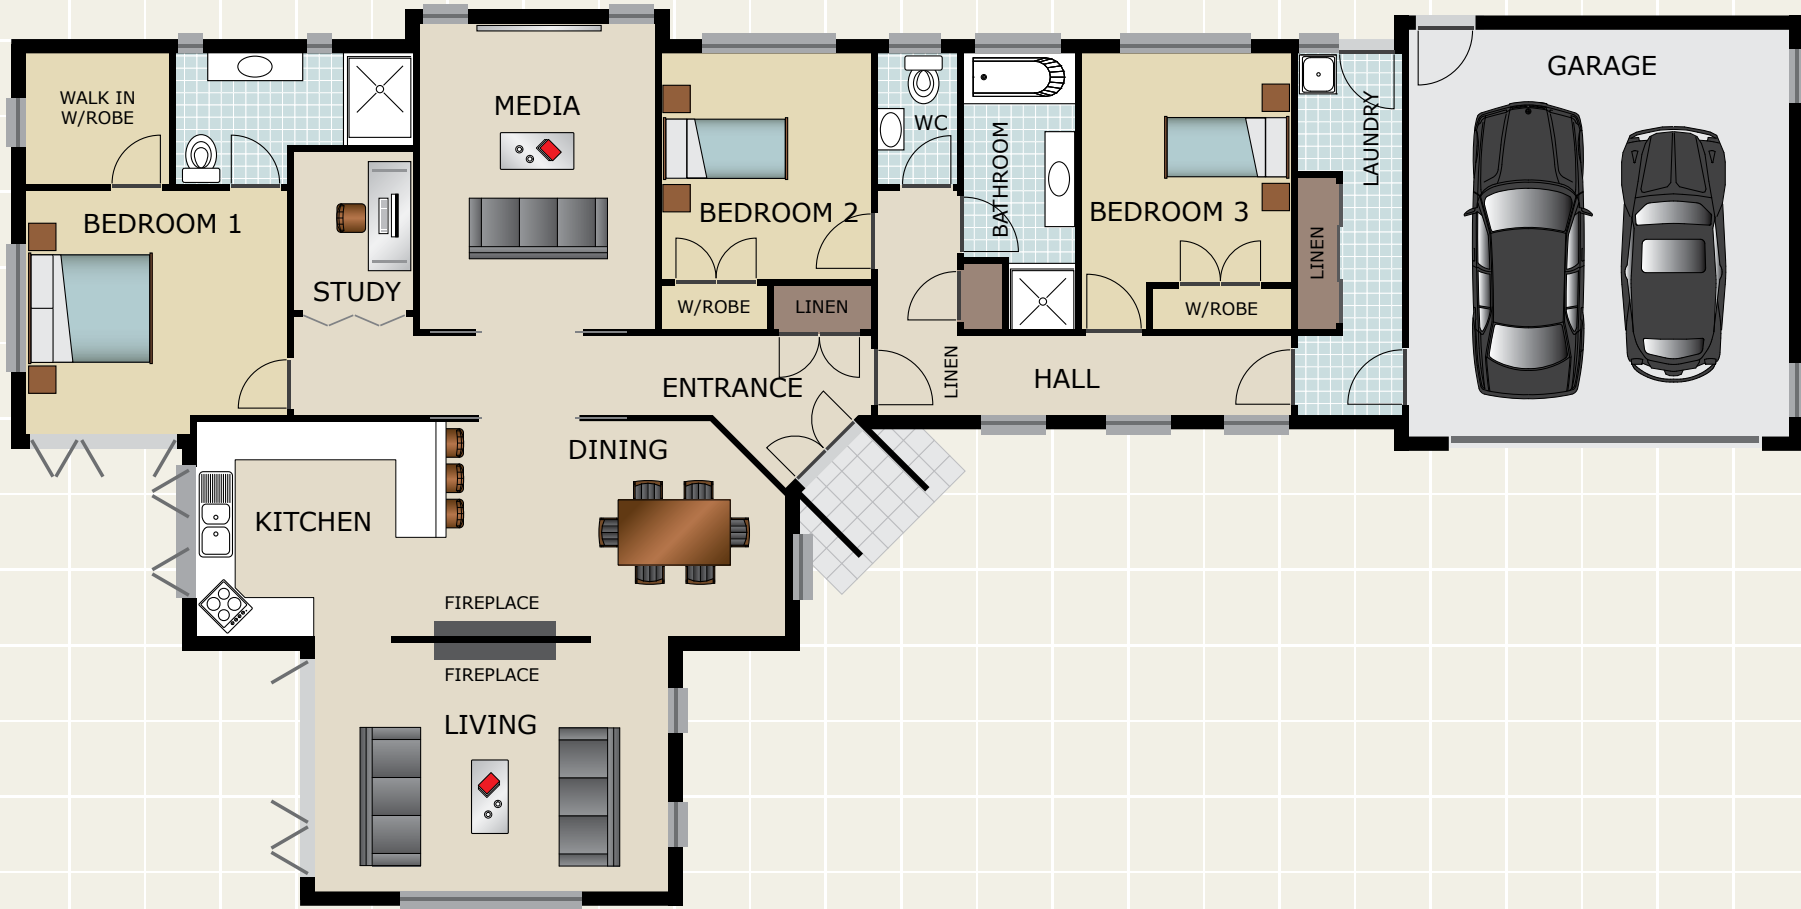 GARAGE
WALK IN
W/ROBE
MEDIA
WC
LAUNDRY
BATHROOM
BEDROOM 1
BEDROOM 2
BEDROOM 3
LINEN
STUDY
W/ROBE
LINEN
W/ROBE
LINEN
ENTRANCE
HALL
DINING
KITCHEN
FIREPLACE
FIREPLACE
LIVING